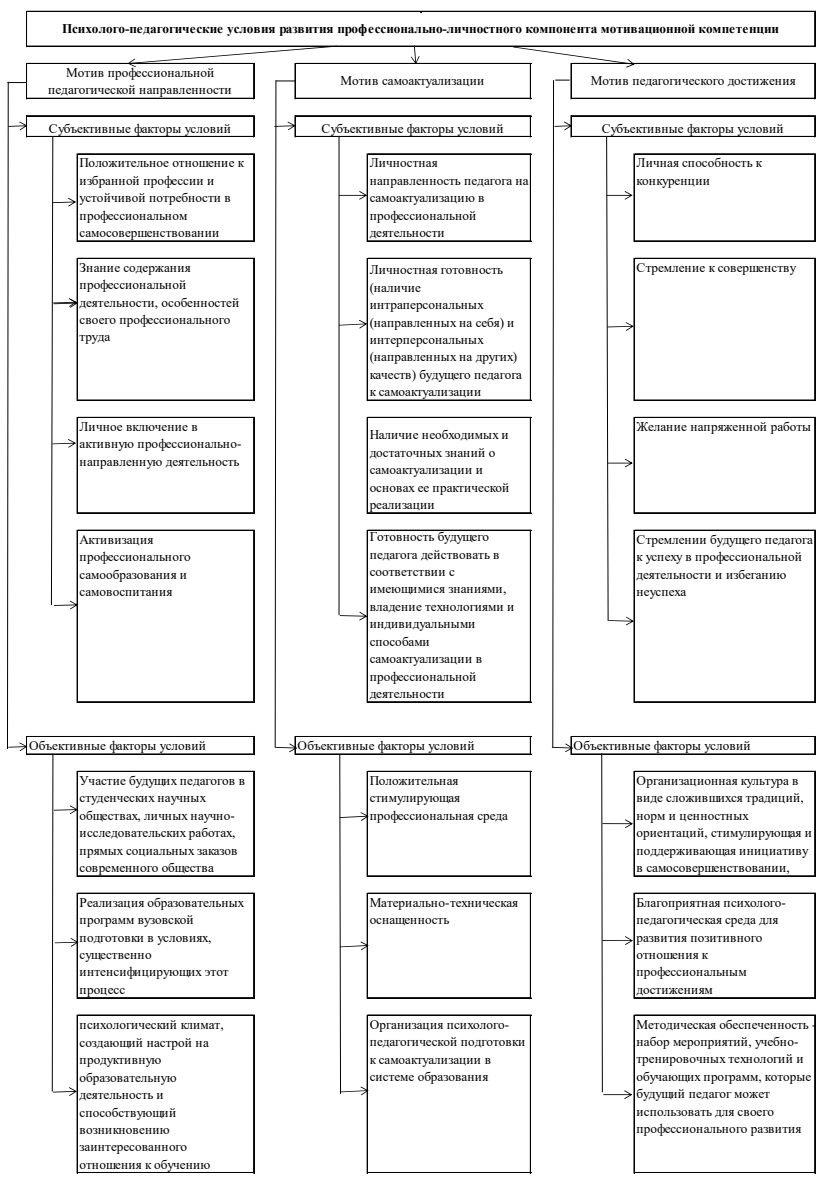 Психолого-педагогические условия развития профессионально-личностного компонента мотивационной компетенции
Мотив профессиональной
педагогической направленности
Субъективные факторы условий
Положительное отношение к
избранной профессии и
устойчивой потребности в
профессиональном
самосовершенствовании
Знание содержания
профессиональной
деятельности, особенностей
своего профессионального
труда
Личное включение в
активную профессионально-
направленную деятельность
Активизация
профессионального
самообразования и
самовоспитания
Объективные факторы условий
Участие будущих педагогов в
студенческих научных
обществах, личных научно-
исследовательских работах,
прямых социальных заказов
современного общества
Реализация образовательных
программ вузовской
подготовки в условиях,
существенно
интенсифицирующих этот
процесс
психологический климат,
создающий настрой на
продуктивную
образовательную
деятельность и
способствующий
возникновению
заинтересованного
отношения к обучению
Мотив самоактуализации
Субъективные факторы условий
Личностная
направленность педагога на
самоактуализацию в
профессиональной
деятельности
Личностная готовность
(наличие
интраперсональных
(направленных на себя) и
интерперсональных
(направленных на других)
качеств) будущего педагога
к самоактуализации
Наличие необходимых и
достаточных знаний о
самоактуализации и
основах ее практической
реализации
Готовность будущего
педагога действовать в
соответствии с
имеющимися знаниями,
владение технологиями и
индивидуальными
способами
самоактуализации в
профессиональной
деятельности
Объективные факторы условий
Положительная
стимулирующая
профессиональная среда
Материально-техническая
оснащенность
Организация психолого-
педагогической подготовки
к самоактуализации в
системе образования
Мотив педагогического достижения
Субъективные факторы условий
Личная способность к
конкуренции
Стремление к совершенству
Желание напряженной работы
Стремлении будущего педагога
к успеху в профессиональной
деятельности и избеганию
неуспеха
Объективные факторы условий
Организационная культура в
виде сложившихся традиций,
норм и ценностных
ориентаций, стимулирующая и
поддерживающая инициативу
в самосовершенствовании,
Благоприятная психолого-
педагогическая среда для
развития позитивного
отношения к
профессиональным
достижениям
Методическая обеспеченность -
набор мероприятий, учебно-
тренировочных технологий и
обучающих программ, которые
будущий педагог может
использовать для своего
профессионального развития